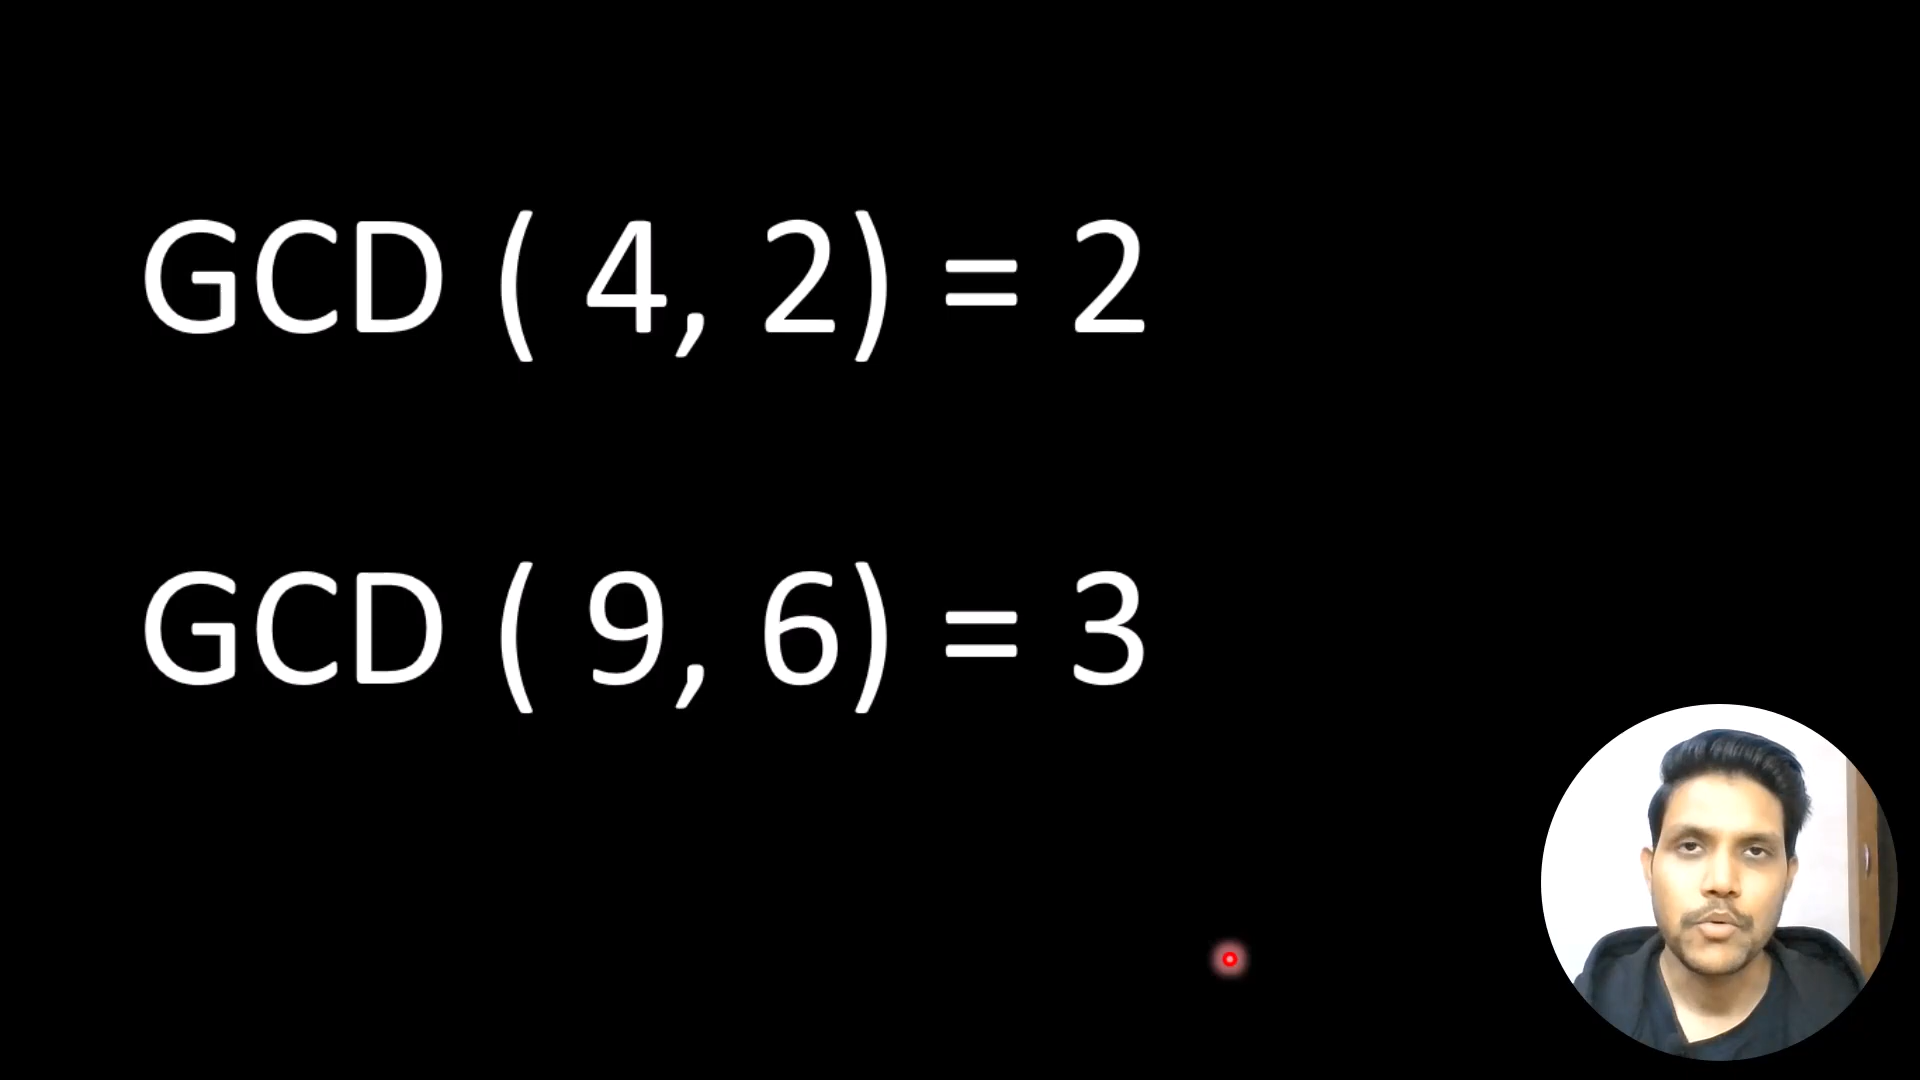 GCD ( 4, 2) = 2
GCD ( 9, 6) = 3